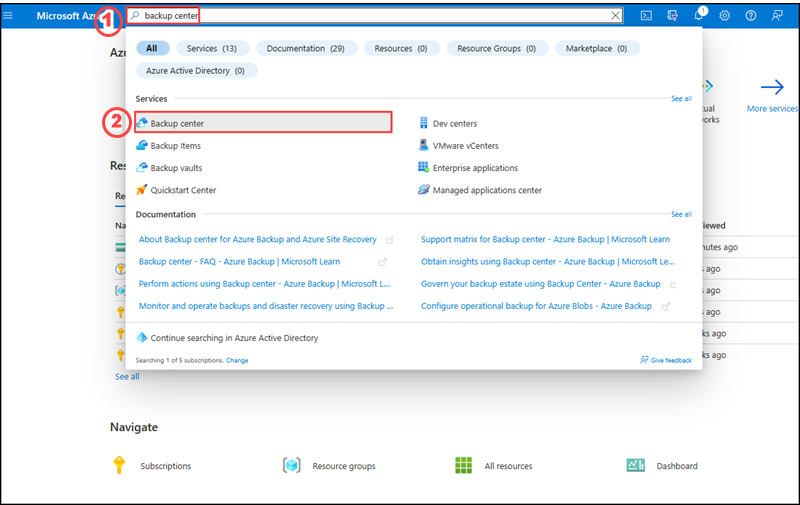 Microsoft Az
1
backup center
1
All
Services (13)
Documentation (29)
Resources (0)
Resource Groups (0)
Marketplace (0)
Azure Active Directory (0)
Az
Services
See all
More services
2
Backup center
Dev centers
Backup Items
VMware vCenters
Backup vaults
Enterprise applications
Quickstart Center
Managed applications center
Res
Re
Documentation
See all
Na
iewed
About Backup center for Azure Backup and Azure Site Recovery
Support matrix for Backup center - Azure Backup | Microsoft Learn
nutes ago
Backup center - FAQ - Azure Backup | Microsoft Learn
Obtain insights using Backup center - Azure Backup | Microsoft Le...
s ago
Perform actions using Backup center - Azure Backup | Microsoft L...
Govern your backup estate using Backup Center - Azure Backup
s ago
Monitor and operate backups and disaster recovery using Backup ...
Configure operational backup for Azure Blobs - Azure Backup
ago
Continue searching in Azure Active Directory
ks ago
Searching 1 of 5 subscriptions. Change
Give feedback
ks ago
See all
Navigate
Subscriptions
Resource groups
All resources
Dashboard